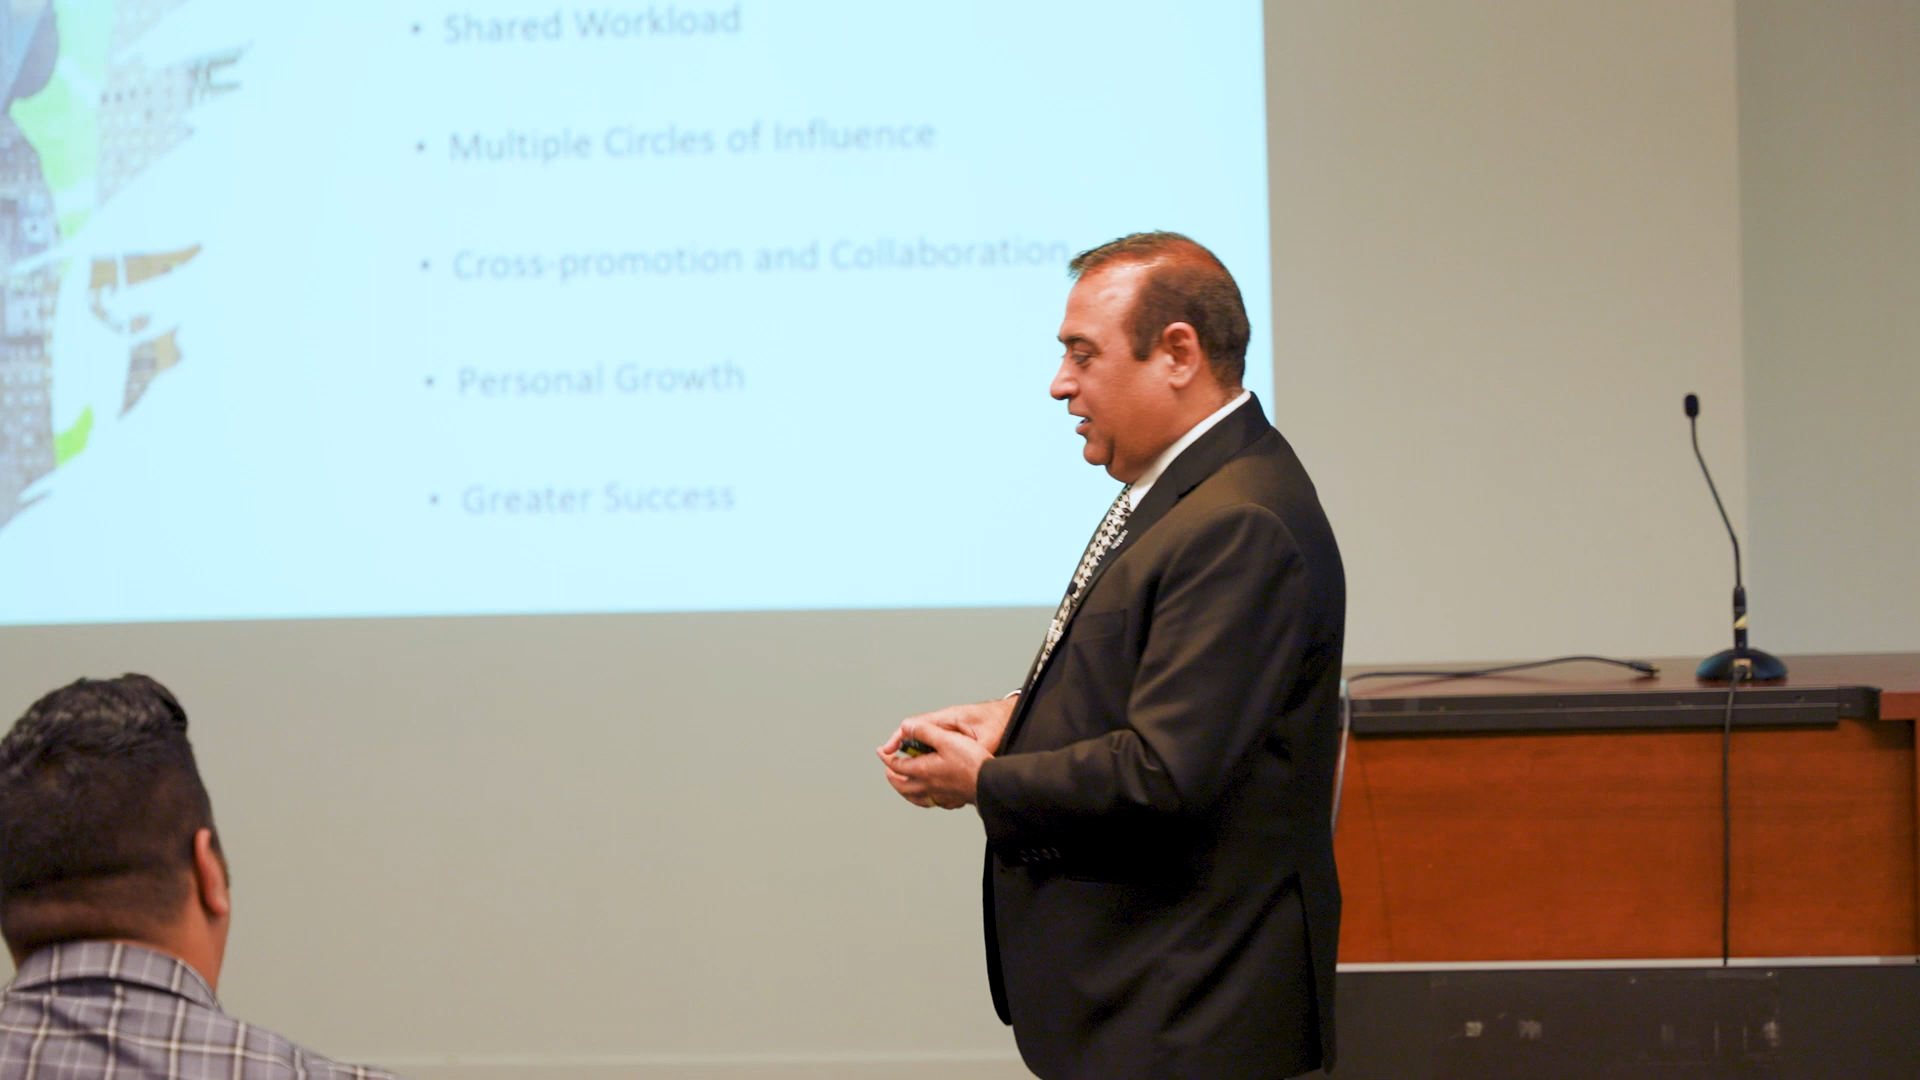 • Shared Workload
• Multiple Circles of Influence
• Cross-promotion and Collaboration
• Personal Growth
• Greater Success